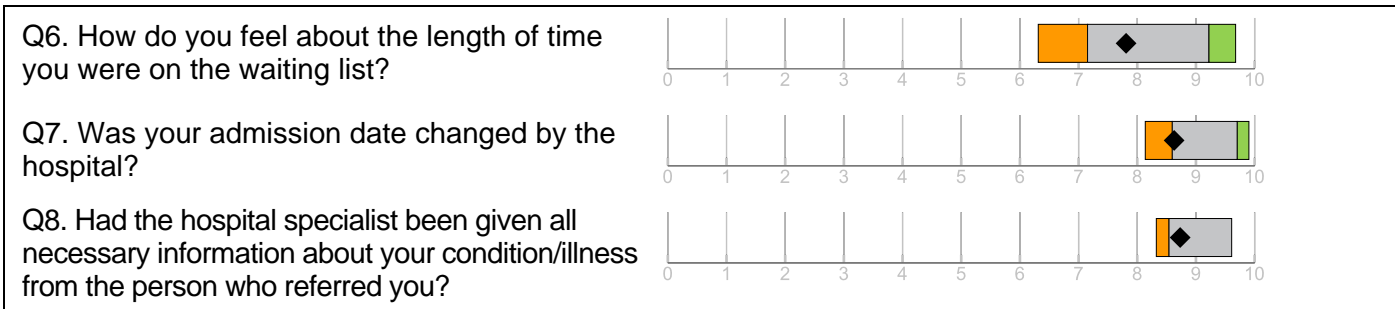 Q6. How do you feel about the length of time
you were on the waiting list?
0 1 2 3 4 5 6 7 8 9 10
Q7. Was your admission date changed by the
hospital?
0 1 2 3 4 5 6 7 8 9 10
Q8. Had the hospital specialist been given all
necessary information about your condition/illness
from the person who referred you?
0 1 2 3 4 5 6 7 8 9 10